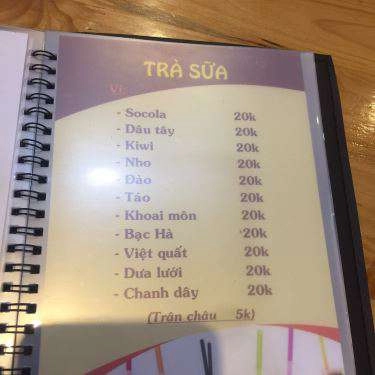 TRÀ SỮA
Vị:
- Socola 20k
- Dâu tây 20k
- Kiwi 20k
- Nho 20k
- Đào 20k
- Táo 20k
- Khoai môn 20k
- Bạc Hà 20k
- Việt quất 20k
- Dưa lưới 20k
- Chanh dây 20k
(Trân châu 5k)